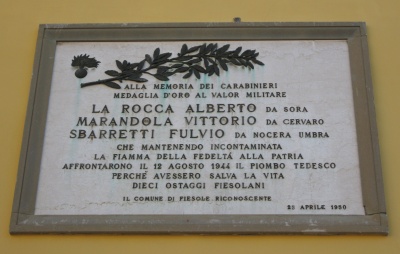 ALLA MEMORIA DEI CARABINIERI
MEDAGLIA D'ORO AL VALOR MILITARE
LA ROCCA ALBERTO DA SORA
MARANDOLA VITTORIO DA CERVARO
SBARRETTI FULVIO DA NOCERA UMBRA
CHE MANTENENDO INCONTAMINATA
LA FIAMMA DELLA FEDELTÀ ALLA PATRIA
AFFRONTARONO IL 12 AGOSTO 1944 IL PIOMBO TEDESCO
PERCHÉ AVESSERO SALVA LA VITA
DIECI OSTAGGI FIESOLANI
IL COMUNE DI FIESOLE RICONOSCENTE
APRILE 1950